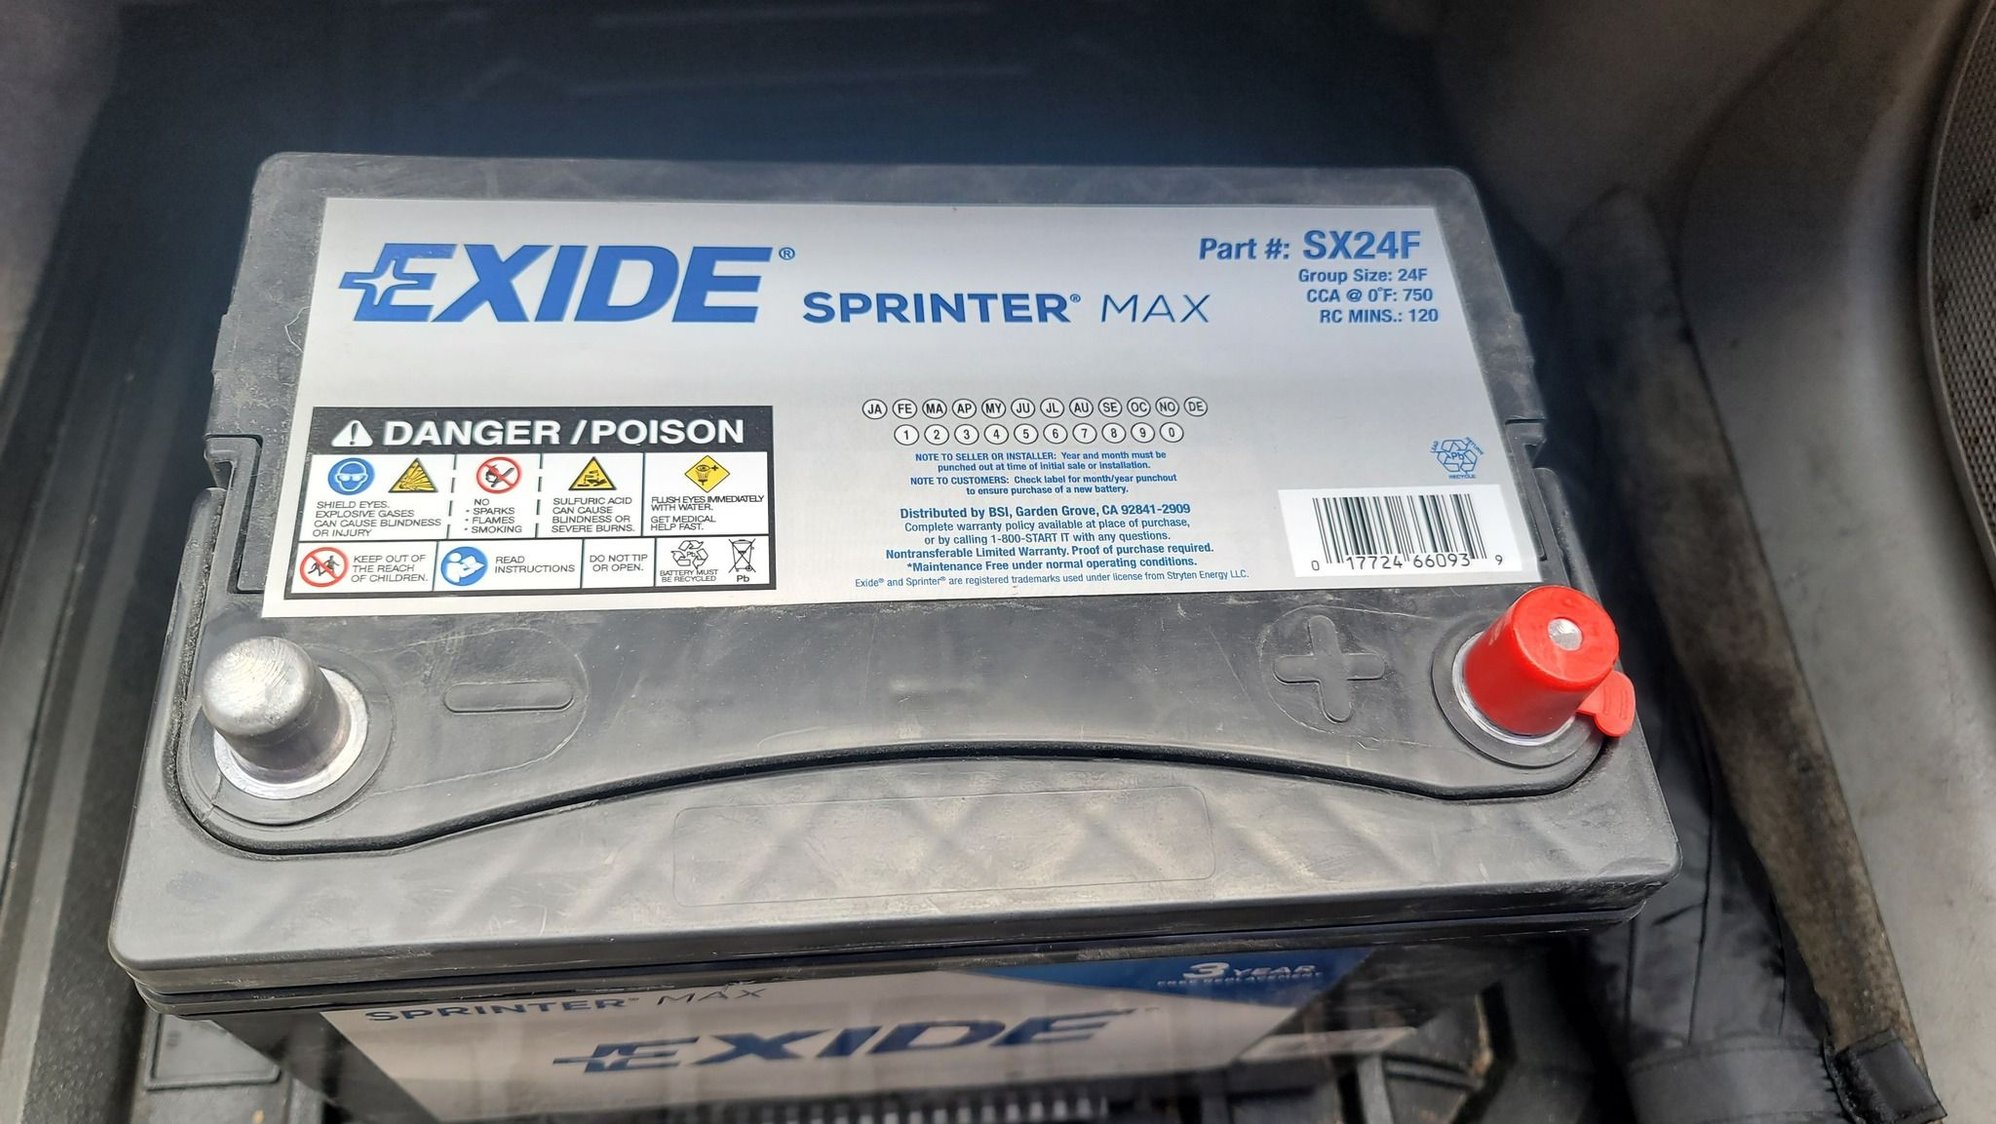 EXIDE®
SPRINTER® MAX
Part #: SX24F
Group Size: 24F
CCA @ 0°F: 750
RC MINS.: 120
DANGER / POISON
SHIELD EYES.
EXPLOSIVE GASES
CAN CAUSE BLINDNESS
OR INJURY
NO
• SPARKS
• FLAMES
• SMOKING
SULFURIC ACID
CAN CAUSE
BLINDNESS OR
SEVERE BURNS.
FLUSH EYES IMMEDIATELY
WITH WATER.
GET MEDICAL
HELP FAST.
KEEP OUT OF
THE REACH
OF CHILDREN.
READ
INSTRUCTIONS
DO NOT TIP
OR OPEN.
Pb
BATTERY MUST
BE RECYCLED
Pb
JA FE MA AP MY JU JL AU SE OC NO DE
1 2 3 4 5 6 7 8 9 0
NOTE TO SELLER OR INSTALLER: Year and month must be
punched out at time of initial sale or installation.
NOTE TO CUSTOMERS: Check label for month/year punchout
to ensure purchase of a new battery.
Distributed by BSI, Garden Grove, CA 92841-2909
Complete warranty policy available at place of purchase,
or by calling 1-800-START IT with any questions.
Nontransferable Limited Warranty. Proof of purchase required.
*Maintenance Free under normal operating conditions.
Exide® and Sprinter® are registered trademarks used under license from Stryten Energy LLC.
Pb
RECYCLE
0 17724 66093 9
3 YEAR
FREE REPLACEMENT
SPRINTER® MAX
EXIDE®